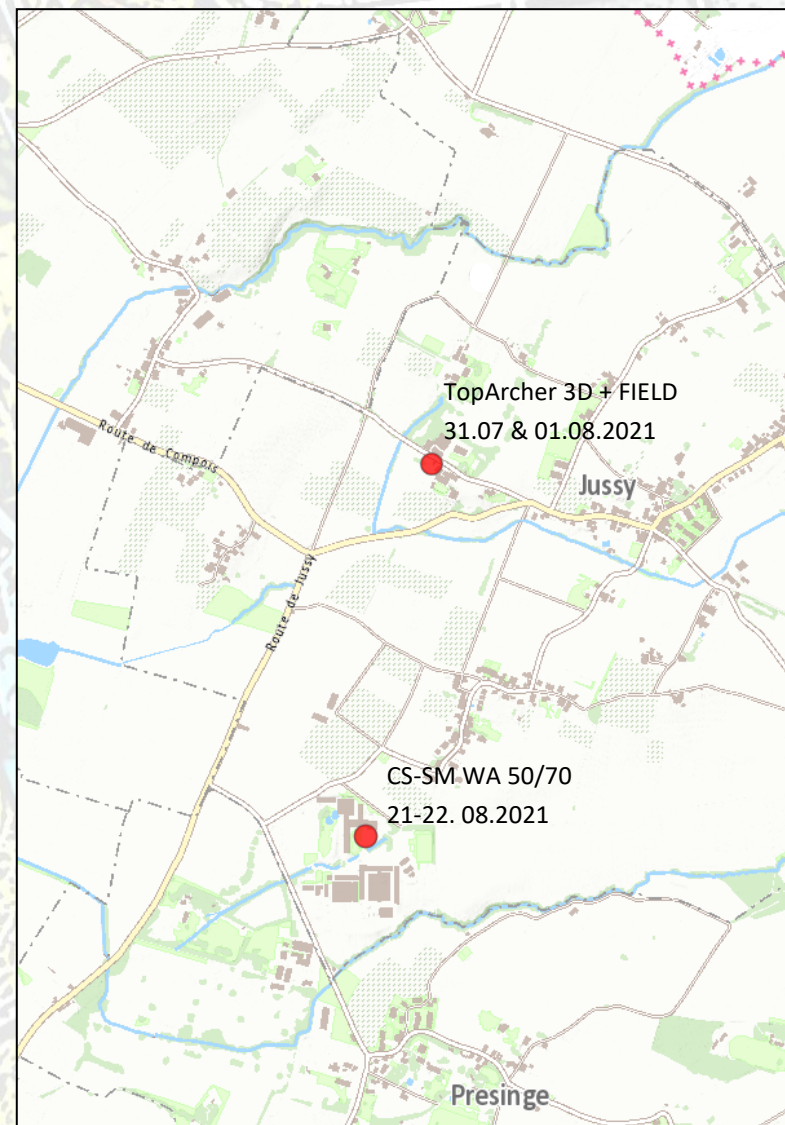 TopArcher 3D + FIELD
31.07 & 01.08.2021
Route de Compois
Jussy
Route de Jussy
CS-SM WA 50/70
21-22. 08.2021
Presinge